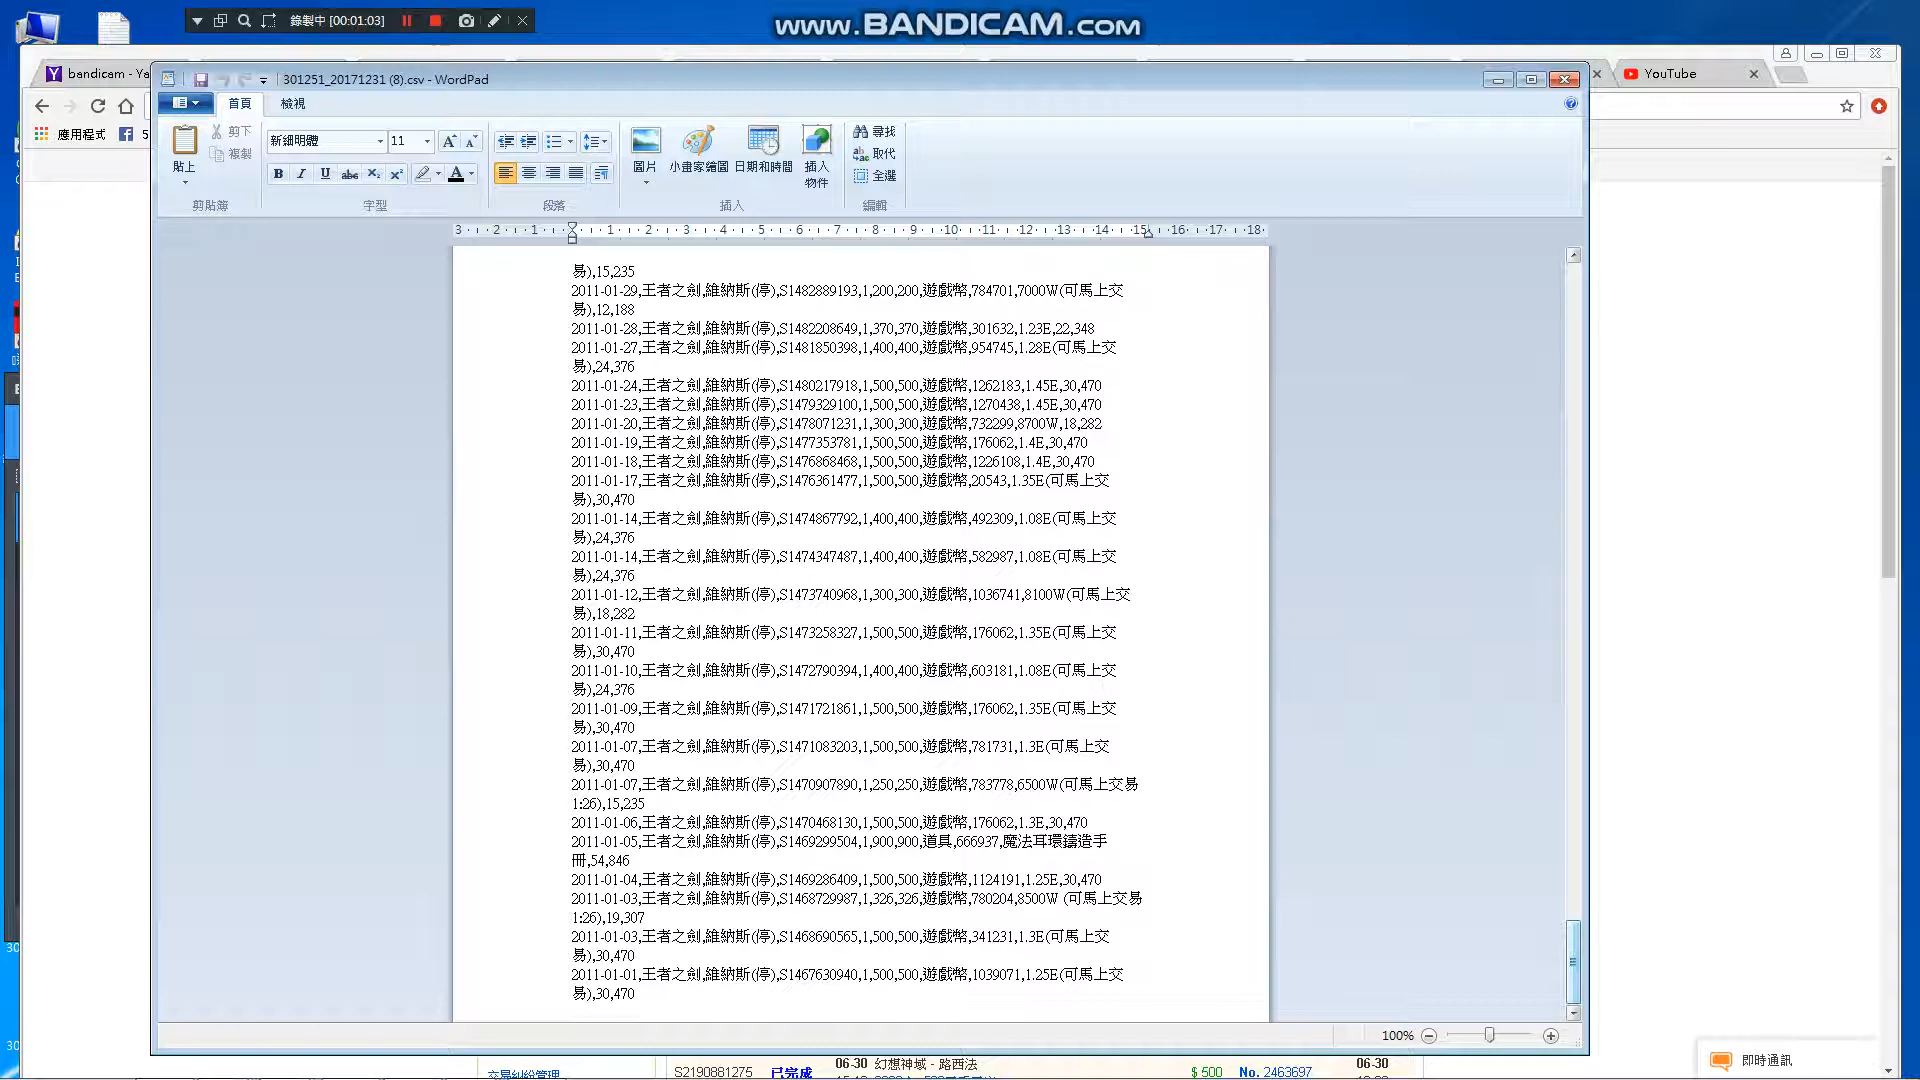 錄製中 [00:01:03]
www.BANDICAM.com
bandicam - Ya
301251_20171231 (8).csv - WordPad
YouTube
首頁
檢視
應用程式
5
貼上
剪下
複製
新細明體
11
圖片
小畫家繪圖
日期和時間
插入
物件
尋找
取代
全選
剪貼簿
字型
段落
插入
編輯
3 · 2 · 1 · 1 · 2 · 3 · 4 · 5 · 6 · 7 · 8 · 9 · 10 · 11 · 12 · 13 · 14 · 15 · 16 · 17 · 18
易),15,235
2011-01-29,王者之劍,維納斯(停),S1482889193,1,200,200,遊戲幣,784701,7000W(可馬上交
易),12,188
2011-01-28,王者之劍,維納斯(停),S1482208649,1,370,370,遊戲幣,301632,1.23E,22,348
2011-01-27,王者之劍,維納斯(停),S1481850398,1,400,400,遊戲幣,954745,1.28E(可馬上交
易),24,376
2011-01-24,王者之劍,維納斯(停),S1480217918,1,500,500,遊戲幣,1262183,1.45E,30,470
2011-01-23,王者之劍,維納斯(停),S1479329100,1,500,500,遊戲幣,1270438,1.45E,30,470
2011-01-20,王者之劍,維納斯(停),S1478071231,1,300,300,遊戲幣,732299,8700W,18,282
2011-01-19,王者之劍,維納斯(停),S1477353781,1,500,500,遊戲幣,176062,1.4E,30,470
2011-01-18,王者之劍,維納斯(停),S1476868468,1,500,500,遊戲幣,1226108,1.4E,30,470
2011-01-17,王者之劍,維納斯(停),S1476361477,1,500,500,遊戲幣,20543,1.35E(可馬上交
易),30,470
2011-01-14,王者之劍,維納斯(停),S1474867792,1,400,400,遊戲幣,492309,1.08E(可馬上交
易),24,376
2011-01-14,王者之劍,維納斯(停),S1474347487,1,400,400,遊戲幣,582987,1.08E(可馬上交
易),24,376
2011-01-12,王者之劍,維納斯(停),S1473740968,1,300,300,遊戲幣,1036741,8100W(可馬上交
易),18,282
2011-01-11,王者之劍,維納斯(停),S1473258327,1,500,500,遊戲幣,176062,1.35E(可馬上交
易),30,470
2011-01-10,王者之劍,維納斯(停),S1472790394,1,400,400,遊戲幣,603181,1.08E(可馬上交
易),24,376
2011-01-09,王者之劍,維納斯(停),S1471721861,1,500,500,遊戲幣,176062,1.35E(可馬上交
易),30,470
2011-01-07,王者之劍,維納斯(停),S1471083203,1,500,500,遊戲幣,781731,1.3E(可馬上交
易),30,470
2011-01-07,王者之劍,維納斯(停),S1470907890,1,250,250,遊戲幣,783778,6500W(可馬上交易
1:26),15,235
2011-01-06,王者之劍,維納斯(停),S1470468130,1,500,500,遊戲幣,176062,1.3E,30,470
2011-01-05,王者之劍,維納斯(停),S1469299504,1,900,900,道具,666937,魔法耳環鑄造手
冊,54,846
2011-01-04,王者之劍,維納斯(停),S1469286409,1,500,500,遊戲幣,1124191,1.25E,30,470
2011-01-03,王者之劍,維納斯(停),S1468729987,1,326,326,遊戲幣,780204,8500W (可馬上交易
1:26),19,307
2011-01-03,王者之劍,維納斯(停),S1468690565,1,500,500,遊戲幣,341231,1.3E(可馬上交
易),30,470
2011-01-01,王者之劍,維納斯(停),S1467630940,1,500,500,遊戲幣,1039071,1.25E(可馬上交
易),30,470
100%
即時通訊
交易糾紛管理
S2190881275
已完成
06-30 幻想神域 - 路西法
$ 500
No. 2463697
06-30